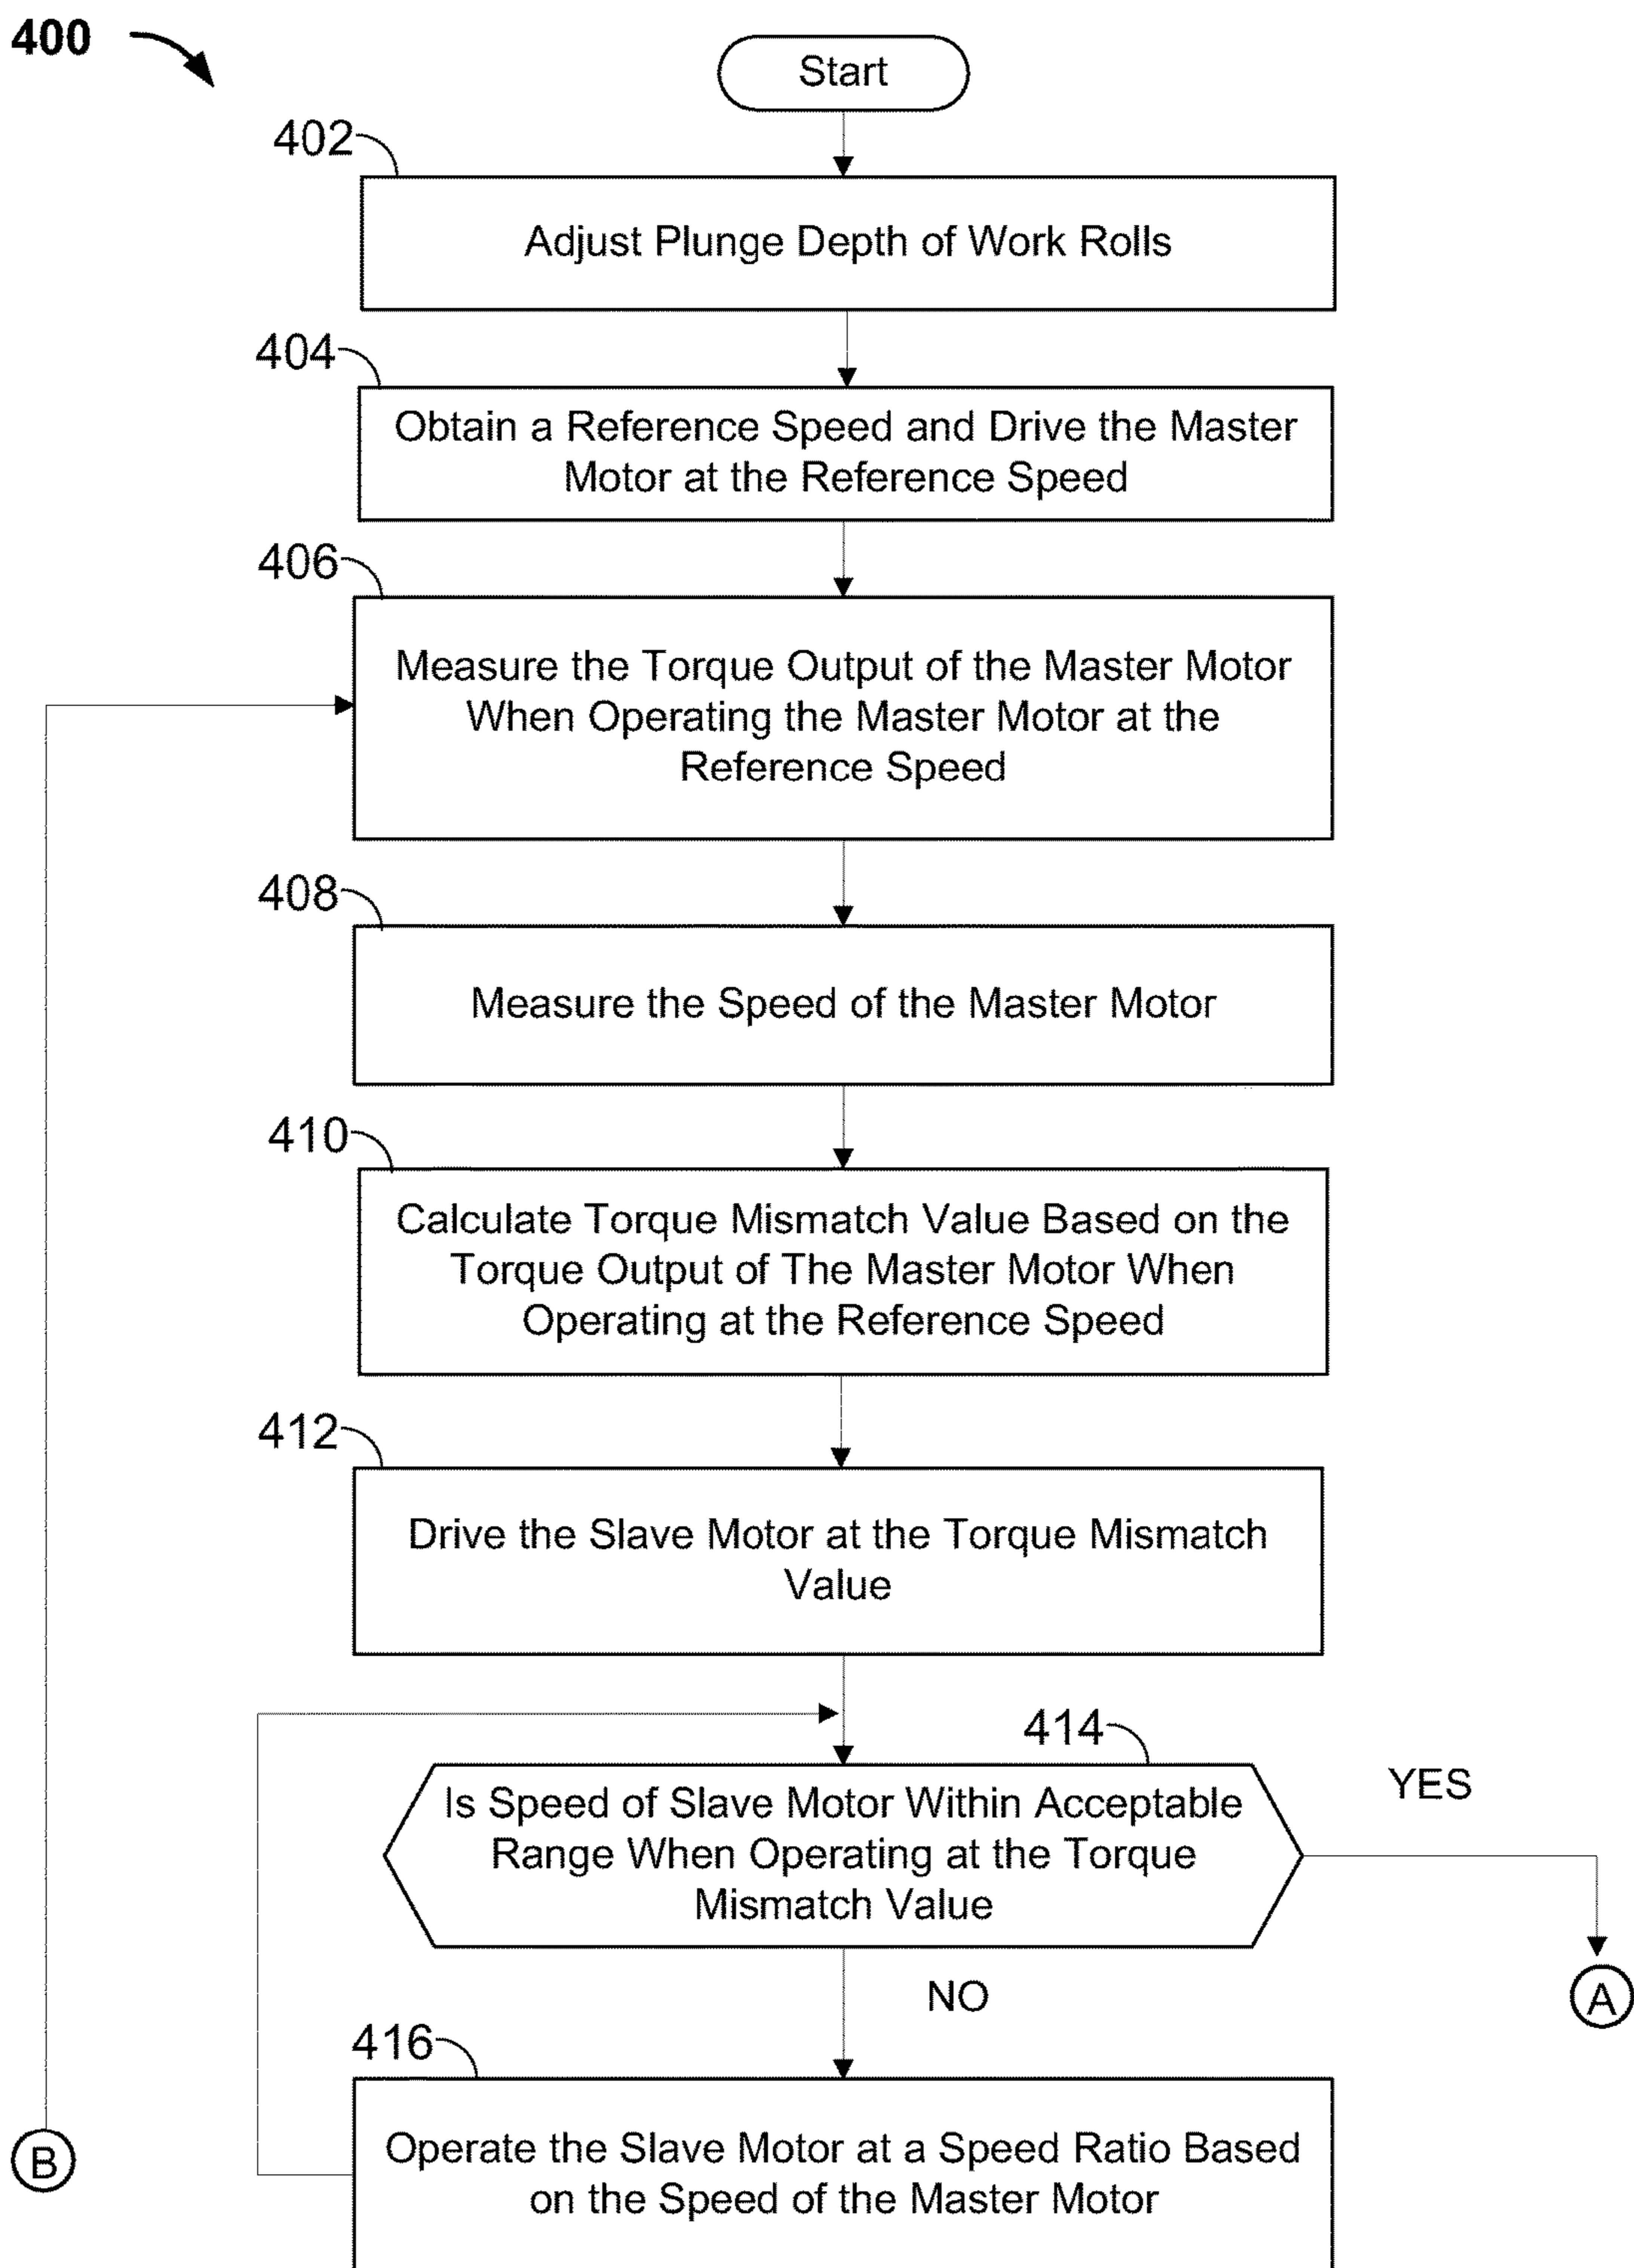 400
Start
402
Adjust Plunge Depth of Work Rolls
404
Obtain a Reference Speed and Drive the Master
Motor at the Reference Speed
406
Measure the Torque Output of the Master Motor
When Operating the Master Motor at the
Reference Speed
408
Measure the Speed of the Master Motor
410
Calculate Torque Mismatch Value Based on the
Torque Output of The Master Motor When
Operating at the Reference Speed
412
Drive the Slave Motor at the Torque Mismatch
Value
414
Is Speed of Slave Motor Within Acceptable
Range When Operating at the Torque
Mismatch Value
YES
A
NO
416
Operate the Slave Motor at a Speed Ratio Based
on the Speed of the Master Motor
B